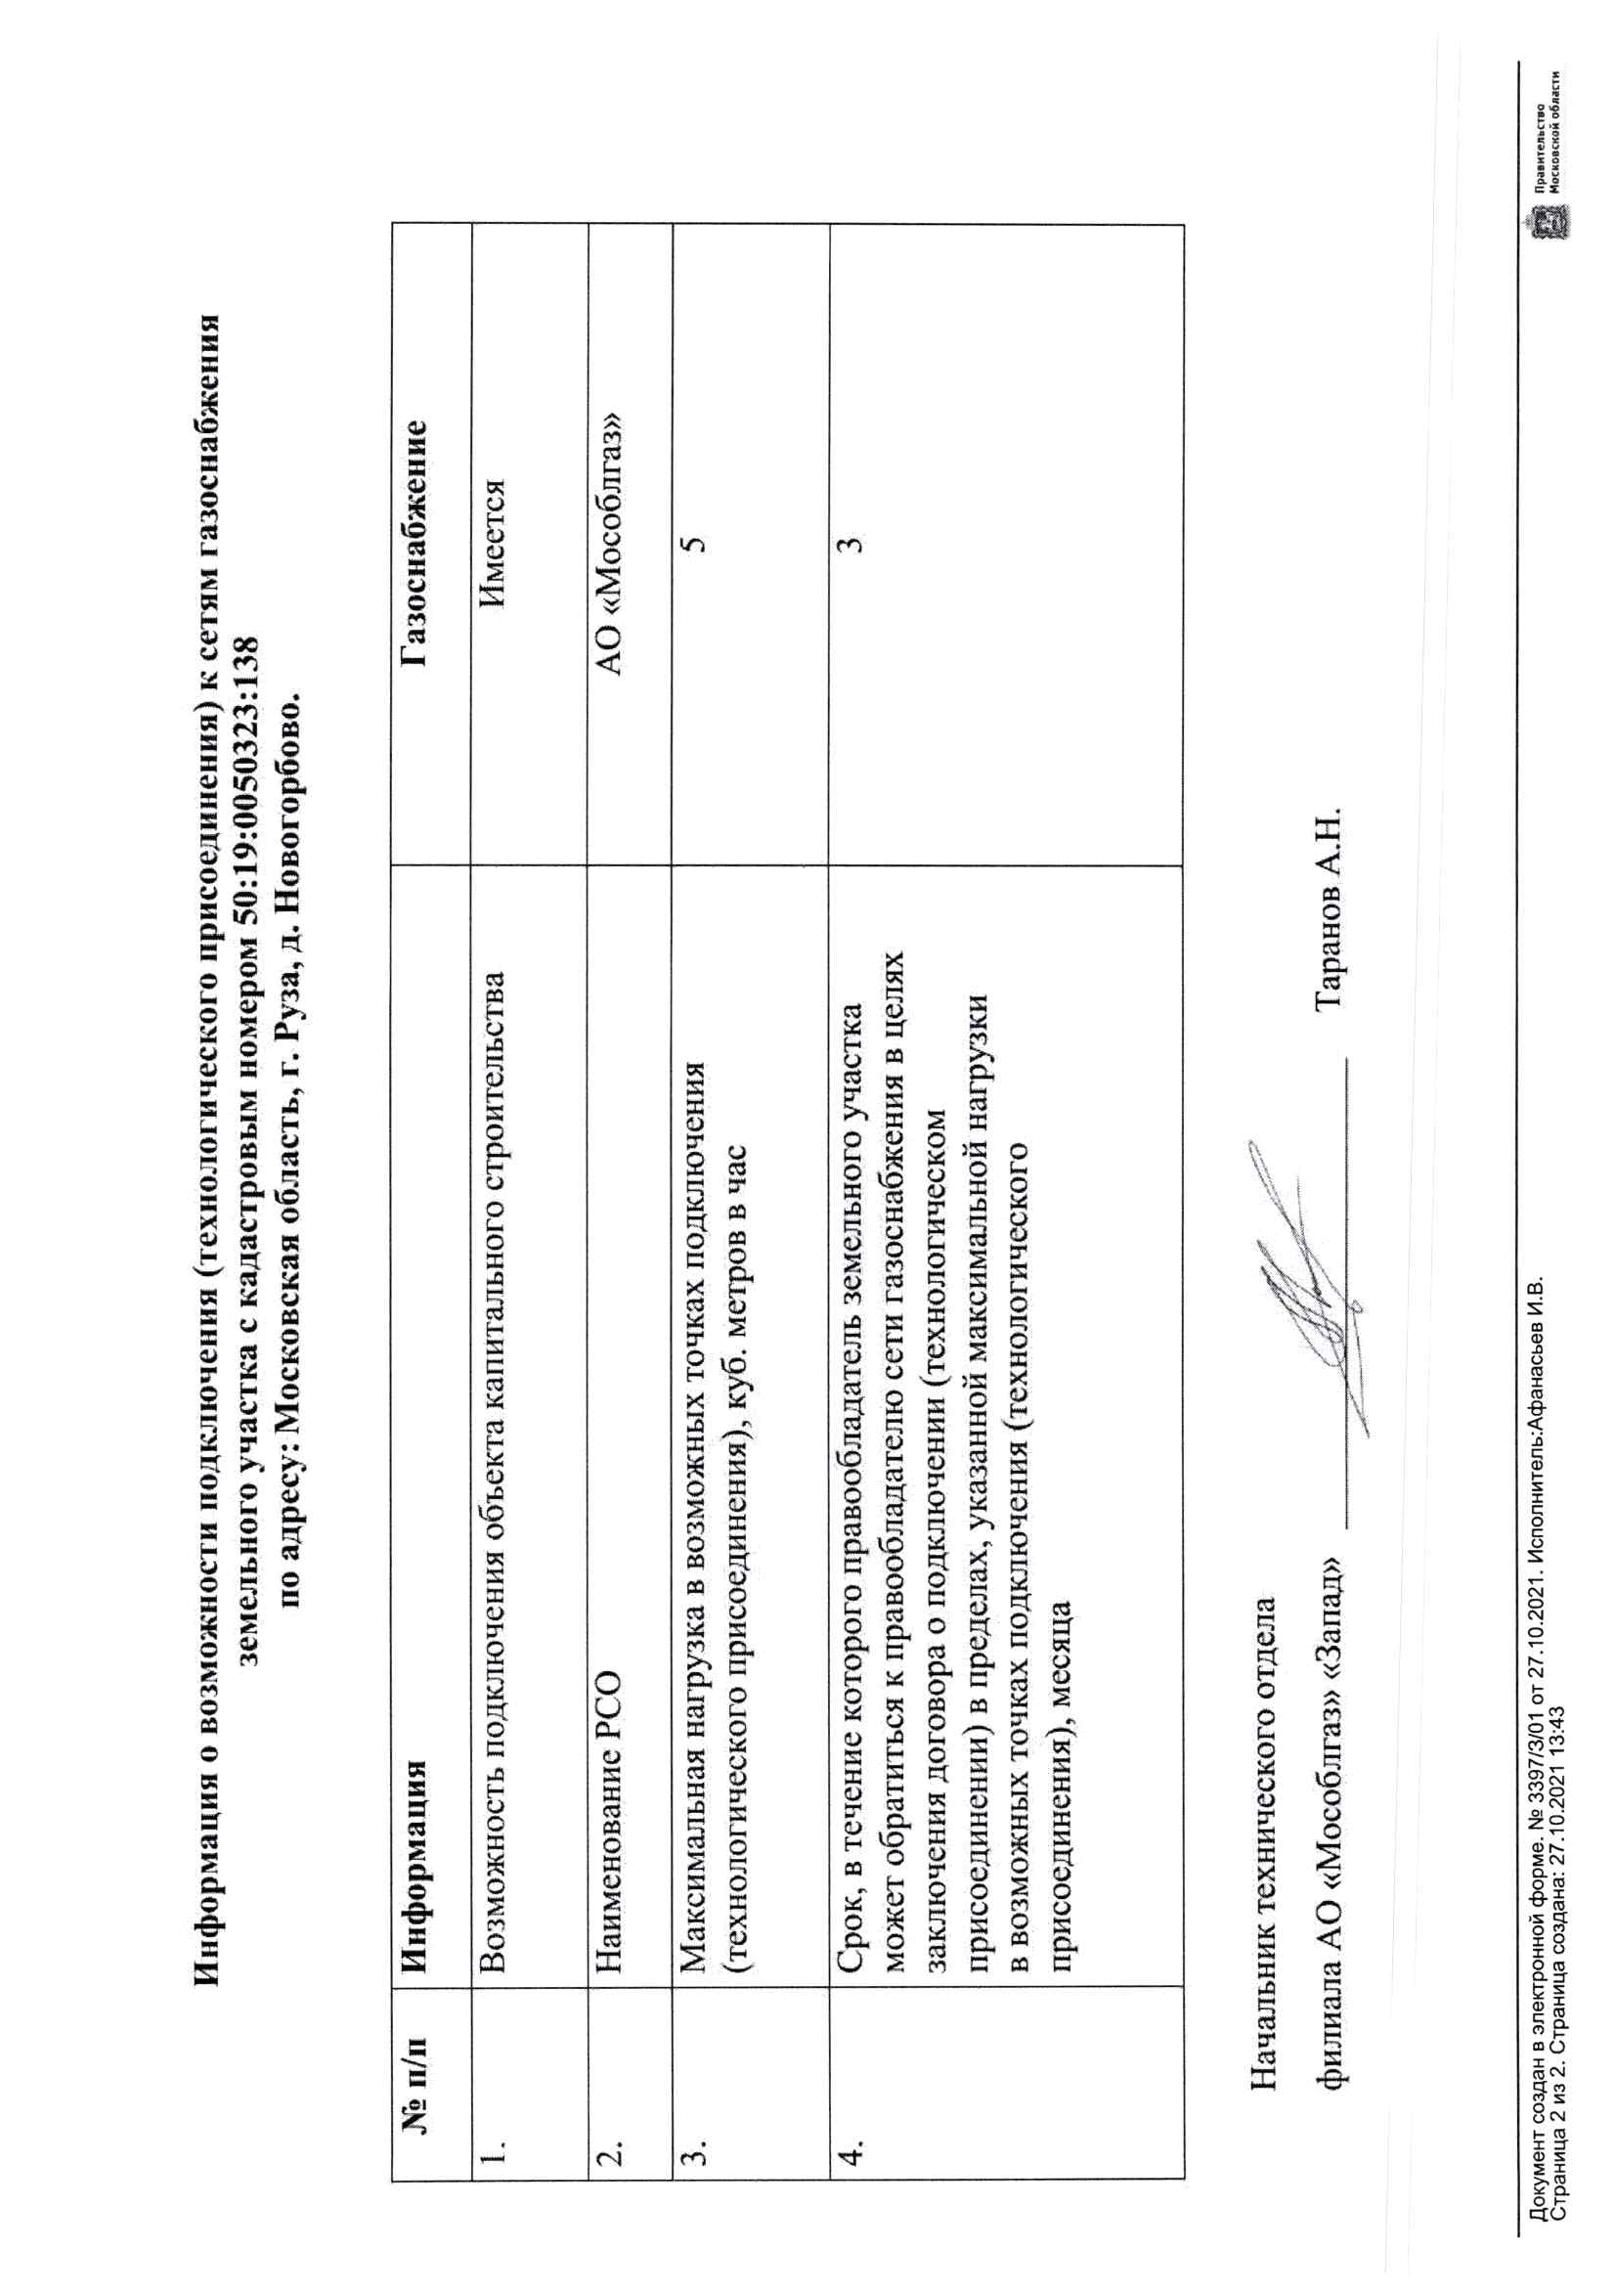 Информация о возможности подключения (технологического присоединения) к сетям газоснабжения
земельного участка с кадастровым номером 50:19:0050323:138
по адресу: Московская область, г. Руза, д. Новогорбово.
№ п/п Информация Газоснабжение
1. Возможность подключения объекта капитального строительства Имеется
2. Наименование РСО АО «Мособлгаз»
3. Максимальная нагрузка в возможных точках подключения 5
(технологического присоединения), куб. метров в час
4. Срок, в течение которого правообладатель земельного участка 3
может обратиться к правообладателю сети газоснабжения в целях
заключения договора о подключении (технологическом
присоединении) в пределах, указанной максимальной нагрузки
в возможных точках подключения (технологического
присоединения), месяца
Начальник технического отдела
филиала АО «Мособлгаз» «Запад» Таранов А.Н.
Документ создан в электронной форме. № 3397/3/01 от 27.10.2021. Исполнитель:Афанасьев И.В.
Страница 2 из 2. Страница создана: 27.10.2021 13:43
Правительство
Московской области